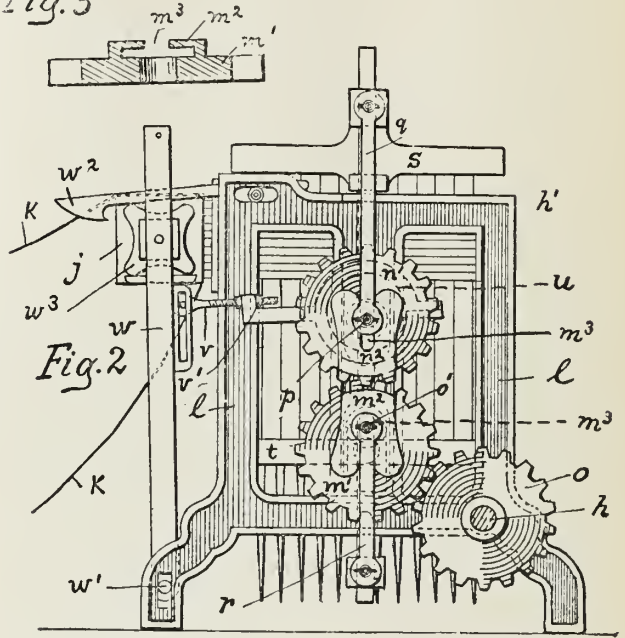 Fig. 3
m³ m² m'
q
S
w²
K
h'
j
n'
u
w³
m³
n²
w
Fig. 2
v
l
v'
l
p
m²
o'
m³
t
K
m'
o
h
w'
r